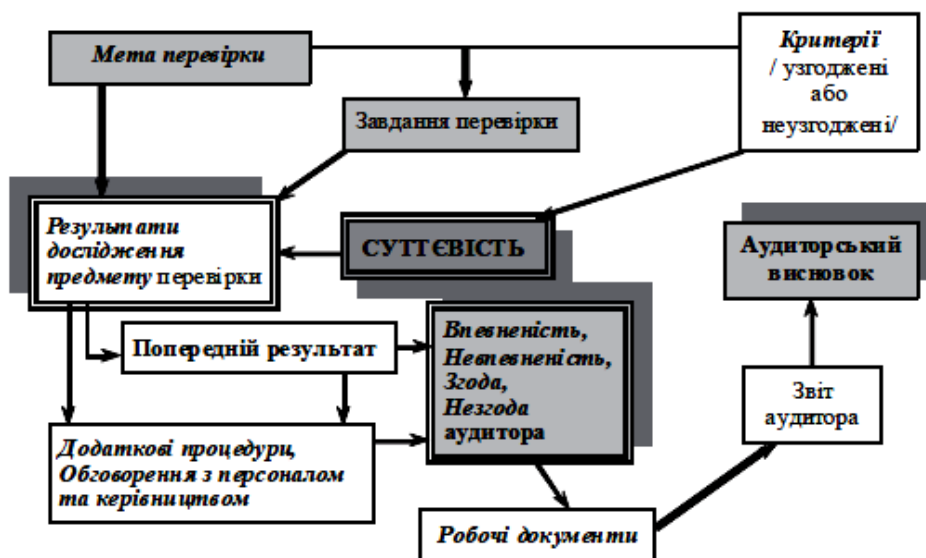 Мета перевірки
Критерії
/ узгоджені
або
неузгоджені/
Завдання перевірки
Результати
дослідження
предмету перевірки
СУТТЄВІСТЬ
Аудиторський
висновок
Впевненість,
Невпевненість,
Згода,
Незгода
аудитора
Попередній результат
Звіт
аудитора
Додаткові процедури,
Обговорення з персоналом
та керівництвом
Робочі документи